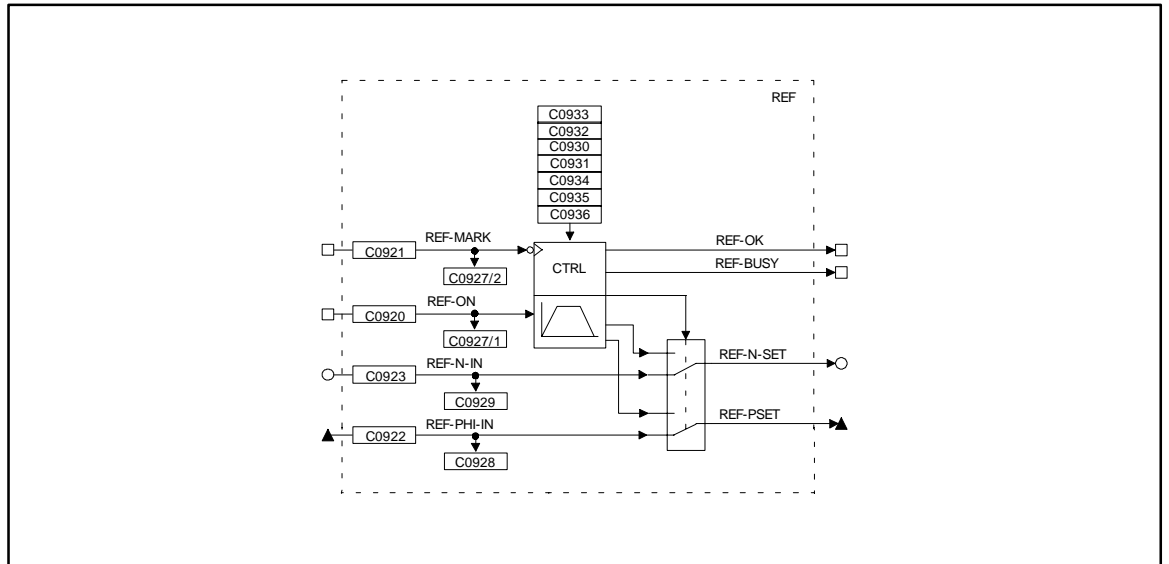 REF
C0933
C0932
C0930
C0931
C0934
C0935
C0936
C0921
REF-MARK
C0927/2
CTRL
REF-OK
REF-BUSY
C0920
REF-ON
C0927/1
C0923
REF-N-IN
C0929
REF-N-SET
C0922
REF-PHI-IN
C0928
REF-PSET